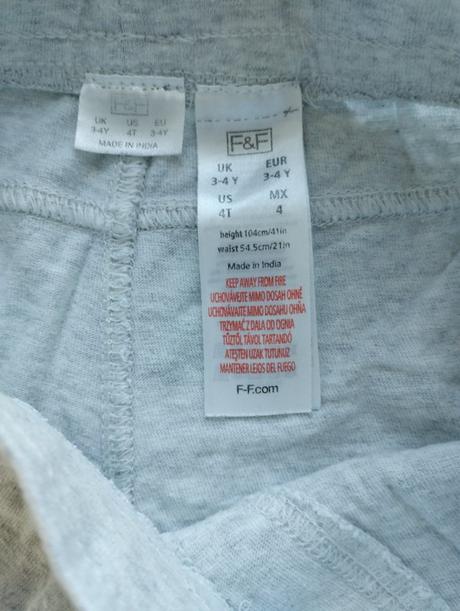 F&F
UK US EU
3-4Y 4T 3-4Y
MADE IN INDIA
F&F
UK EUR
3-4 Y 3-4 Y
US MX
4T 4
height 104cm/41in
waist 54.5cm/21in
Made in India
KEEP AWAY FROM FIRE
UCHOVÁVEJTE MIMO DOSAH OHNĚ
UCHOVÁVAJTE MIMO DOSAHU OHŇA
TRZYMAĆ Z DALA OD OGNIA
TŰZTŐL TÁVOL TARTANDÓ
ATEŞTEN UZAK TUTUNUZ
MANTENER LEJOS DEL FUEGO
F-F.com